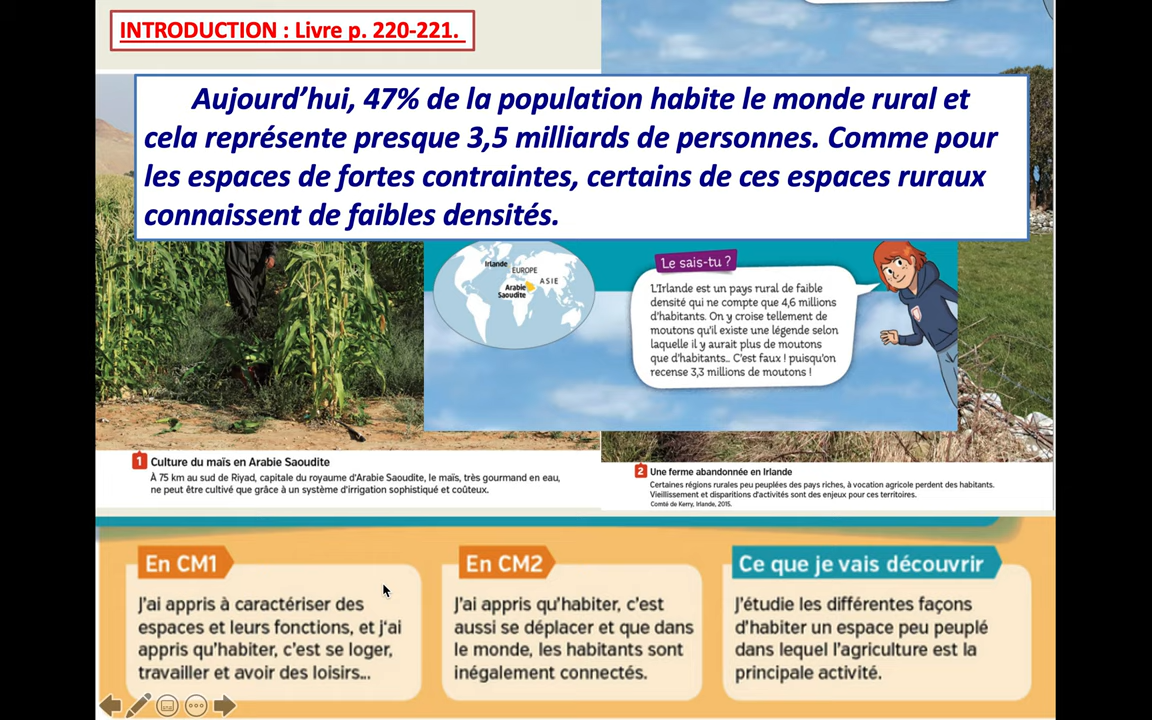 INTRODUCTION : Livre p. 220-221.
Aujourd’hui, 47% de la population habite le monde rural et
cela représente presque 3,5 milliards de personnes. Comme pour
les espaces de fortes contraintes, certains de ces espaces ruraux
connaissent de faibles densités.
Irlande
EUROPE
ASIE
Arabie
Saoudite
Le sais-tu ?
L'Irlande est un pays rural de faible
densité qui ne compte que 4,6 millions
d'habitants. On y croise tellement de
moutons qu'il existe une légende selon
laquelle il y aurait plus de moutons
que d'habitants... C'est faux ! puisqu'on
recense 3,3 millions de moutons !
1 Culture du maïs en Arabie Saoudite
À 75 km au sud de Riyad, capitale du royaume d'Arabie Saoudite, le maïs, très gourmand en eau,
ne peut être cultivé que grâce à un système d'irrigation sophistiqué et coûteux.
2 Une ferme abandonnée en Irlande
Certaines régions rurales peu peuplées des pays riches, à vocation agricole perdent des habitants.
Vieillissement et disparitions d'activités sont des enjeux pour ces territoires.
Comté de Kerry, Irlande, 2015.
En CM1
J'ai appris à caractériser des
espaces et leurs fonctions, et j'ai
appris qu'habiter, c'est se loger,
travailler et avoir des loisirs...
En CM2
J'ai appris qu'habiter, c'est
aussi se déplacer et que dans
le monde, les habitants sont
inégalement connectés.
Ce que je vais découvrir
J'étudie les différentes façons
d'habiter un espace peu peuplé
dans lequel l'agriculture est la
principale activité.